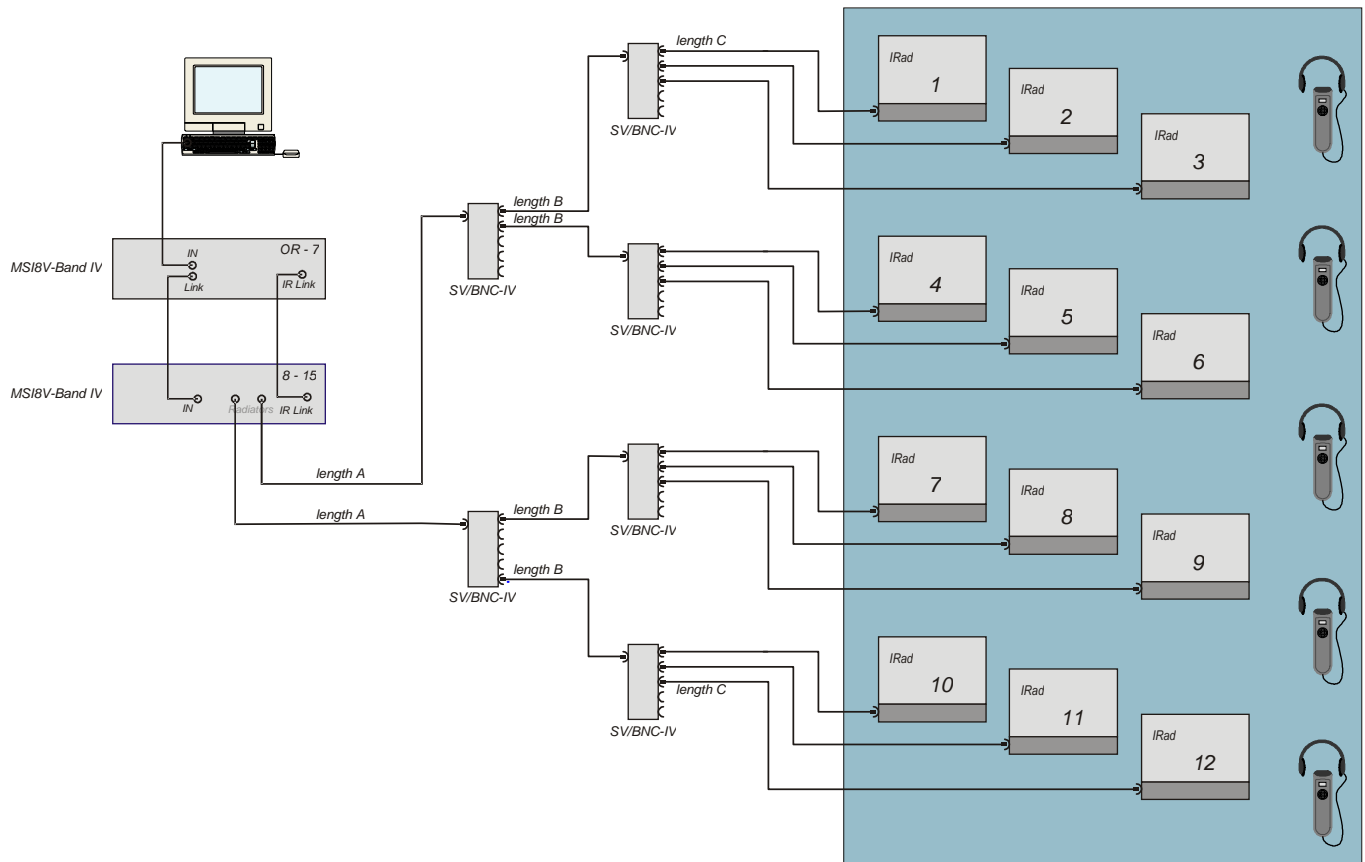 length C
IRad
1
IRad
2
IRad
3
SV/BNC-IV
length B
length B
SV/BNC-IV
SV/BNC-IV
MSI8V-Band IV
OR - 7
IN
Link
IR Link
IRad
4
IRad
5
IRad
6
MSI8V-Band IV
8 - 15
IN
Radiators
IR Link
length A
length A
length B
length B
SV/BNC-IV
SV/BNC-IV
IRad
7
IRad
8
IRad
9
length C
SV/BNC-IV
IRad
10
IRad
11
IRad
12